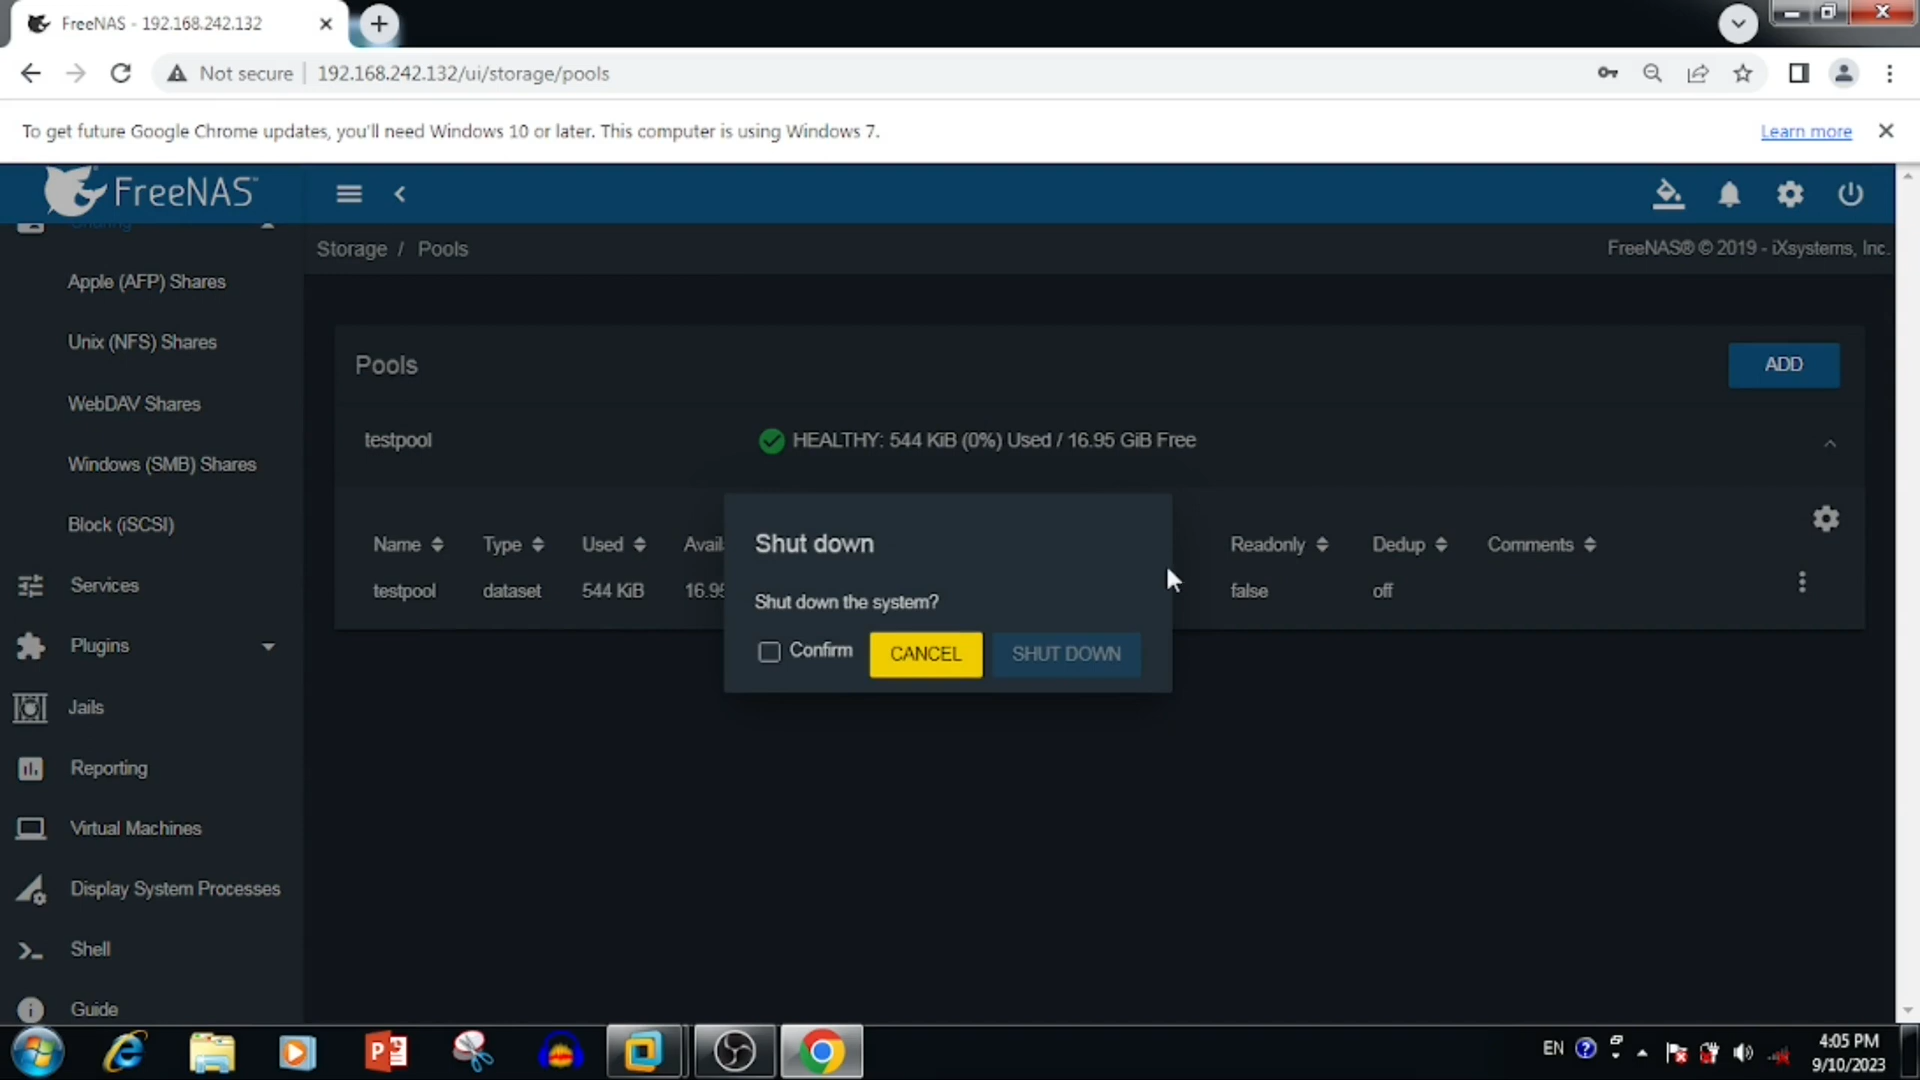 FreeNAS - 192.168.242.132
Not secure
192.168.242.132/ui/storage/pools
To get future Google Chrome updates, you'll need Windows 10 or later. This computer is using Windows 7.
Learn more
FreeNAS
Sharing
Storage / Pools
FreeNAS® © 2019 - iXsystems, Inc.
Apple (AFP) Shares
Unix (NFS) Shares
WebDAV Shares
Windows (SMB) Shares
Block (iSCSI)
Services
Plugins
Jails
Reporting
Virtual Machines
Display System Processes
Shell
Guide
Pools
ADD
testpool
HEALTHY: 544 KiB (0%) Used / 16.95 GiB Free
Name Type Used Avail Readonly Dedup Comments
testpool dataset 544 KiB 16.95 false off
Shut down
Shut down the system?
Confirm
CANCEL
SHUT DOWN
EN
4:05 PM
9/10/2023